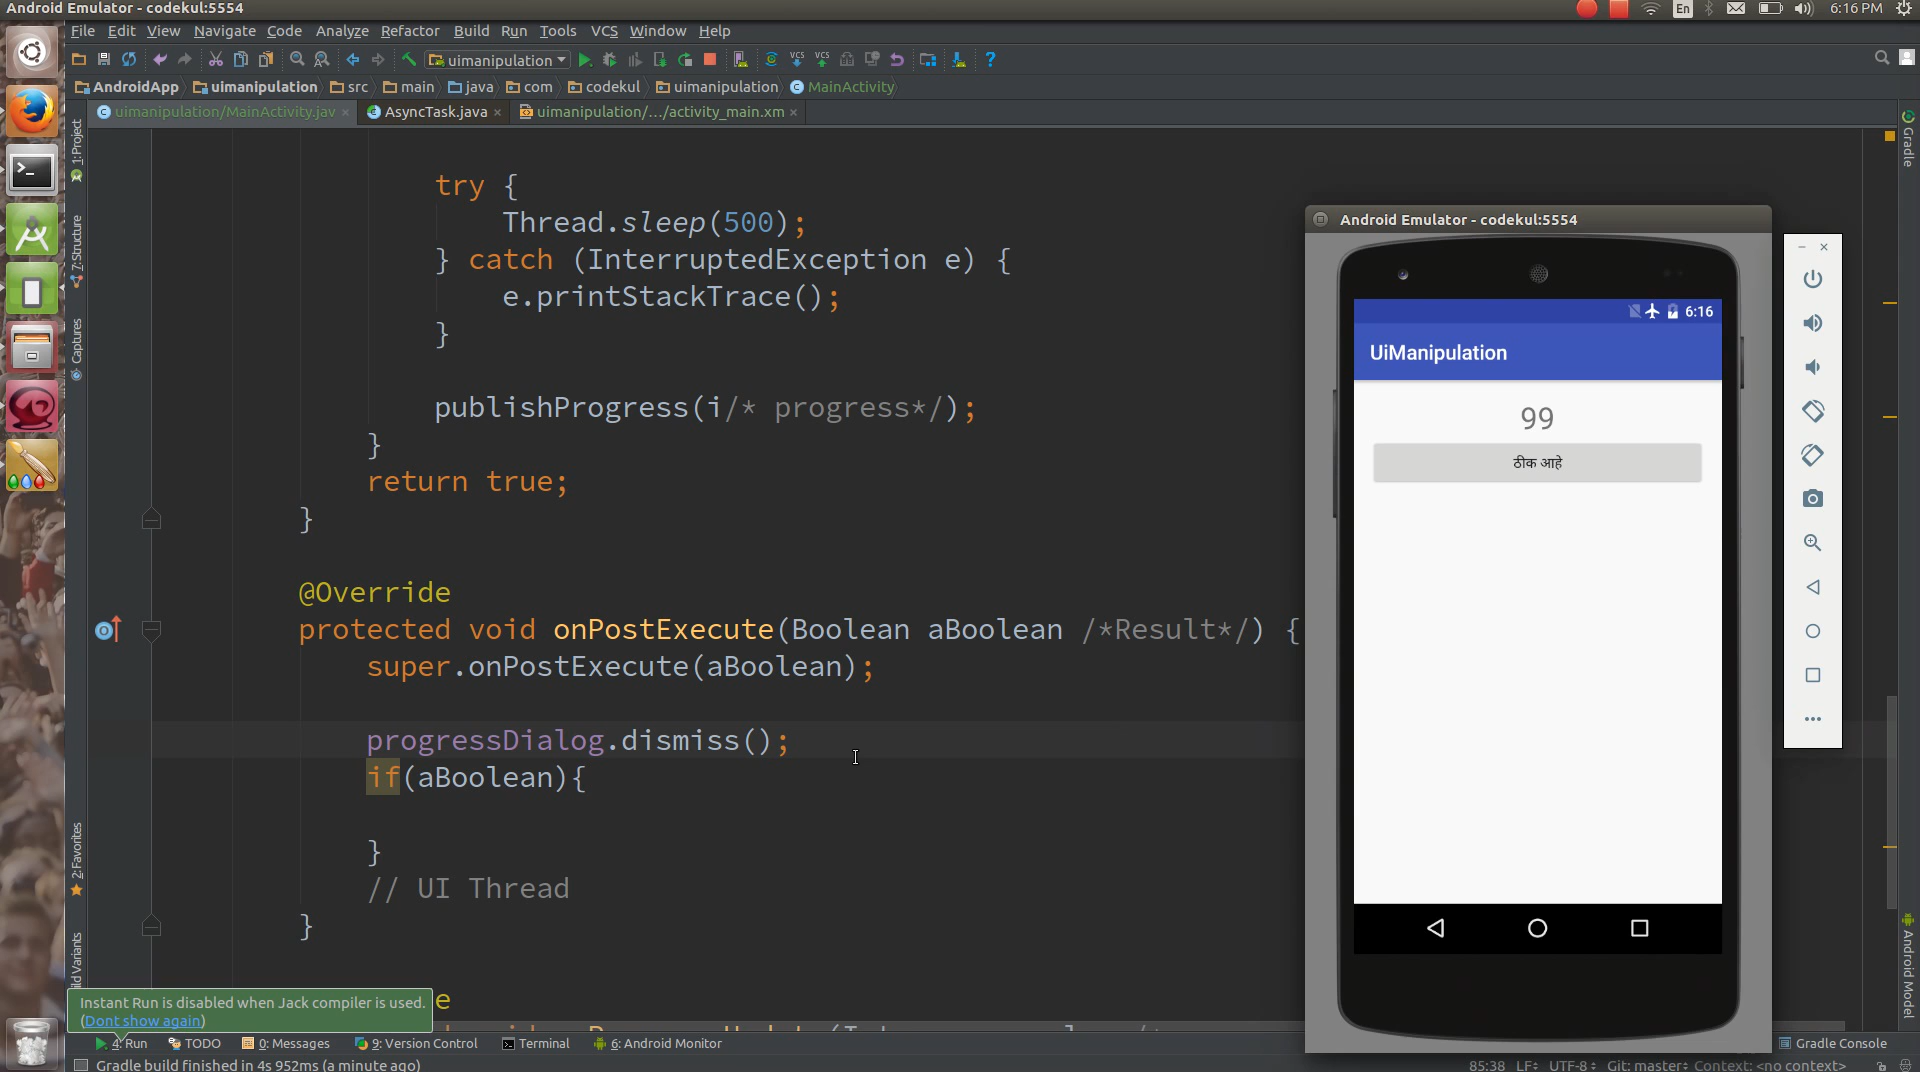 Android Emulator - codekul:5554
En
6:16 PM
File Edit View Navigate Code Analyze Refactor Build Run Tools VCS Window Help
uimanipulation
VCS VCS
AndroidApp uimanipulation src main java com codekul uimanipulation MainActivity
uimanipulation/MainActivity.jav AsyncTask.java uimanipulation/.../activity_main.xm
1: Project
7: Structure
Captures
2: Favorites
ild Variants
try {
Thread.sleep(500);
} catch (InterruptedException e) {
e.printStackTrace();
}
publishProgress(i/* progress*/);
}
return true;
}
@Override
protected void onPostExecute(Boolean aBoolean /*Result*/) {
super.onPostExecute(aBoolean);
progressDialog.dismiss();
if(aBoolean){
}
// UI Thread
}
e
Android Emulator - codekul:5554
6:16
UiManipulation
99
ठीक आहे
Gradle
Android Model
Instant Run is disabled when Jack compiler is used.
(Dont show again)
4: Run TODO 0: Messages 9: Version Control Terminal 6: Android Monitor Gradle Console
Gradle build finished in 4s 952ms (a minute ago) 85:38 LF÷ UTF-8÷ Git: master÷ Context: <no context>